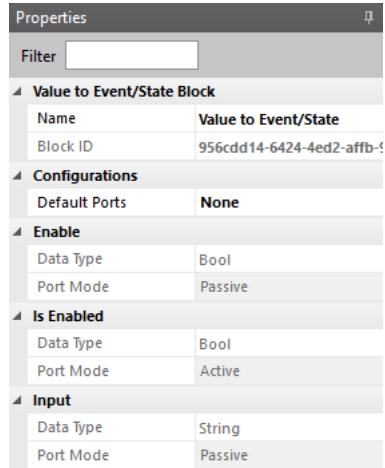 Properties
Filter
Value to Event/State Block
Name Value to Event/State
Block ID 956cdd14-6424-4ed2-affb-9
Configurations
Default Ports None
Enable
Data Type Bool
Port Mode Passive
Is Enabled
Data Type Bool
Port Mode Active
Input
Data Type String
Port Mode Passive